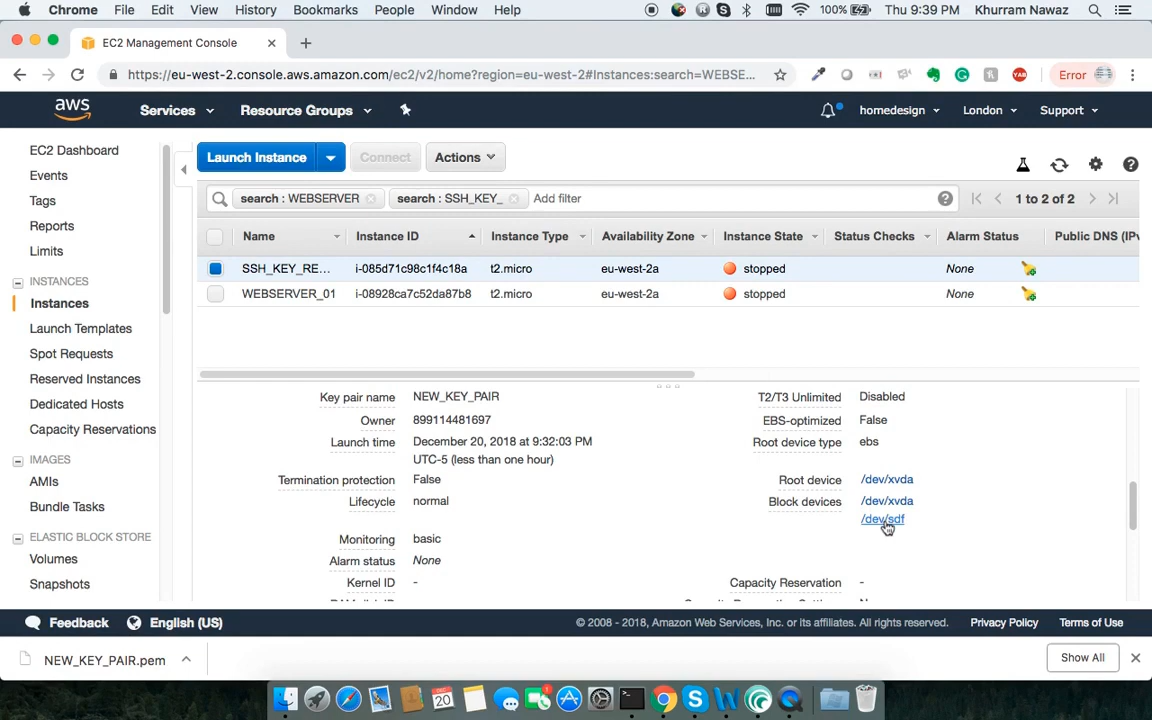 Chrome File Edit View History Bookmarks People Window Help 100% Thu 9:39 PM Khurram Nawaz
EC2 Management Console
https://eu-west-2.console.aws.amazon.com/ec2/v2/home?region=eu-west-2#Instances:search=WEBSE... YAB Error
aws Services Resource Groups homedesign London Support
EC2 Dashboard
Events
Tags
Reports
Limits
INSTANCES
Instances
Launch Templates
Spot Requests
Reserved Instances
Dedicated Hosts
Capacity Reservations
IMAGES
AMIs
Bundle Tasks
ELASTIC BLOCK STORE
Volumes
Snapshots
Launch Instance Connect Actions
search : WEBSERVER search : SSH_KEY_ Add filter 1 to 2 of 2
Name Instance ID Instance Type Availability Zone Instance State Status Checks Alarm Status Public DNS (IPv
SSH_KEY_RE... i-085d71c98c1f4c18a t2.micro eu-west-2a stopped None
WEBSERVER_01 i-08928ca7c52da87b8 t2.micro eu-west-2a stopped None
Key pair name NEW_KEY_PAIR T2/T3 Unlimited Disabled
Owner 899114481697 EBS-optimized False
Launch time December 20, 2018 at 9:32:03 PM Root device type ebs
UTC-5 (less than one hour)
Termination protection False Root device /dev/xvda
Lifecycle normal Block devices /dev/xvda
/dev/sdf
Monitoring basic
Alarm status None
Kernel ID - Capacity Reservation -
Feedback English (US) © 2008 - 2018, Amazon Web Services, Inc. or its affiliates. All rights reserved. Privacy Policy Terms of Use
NEW_KEY_PAIR.pem Show All
DEC
20